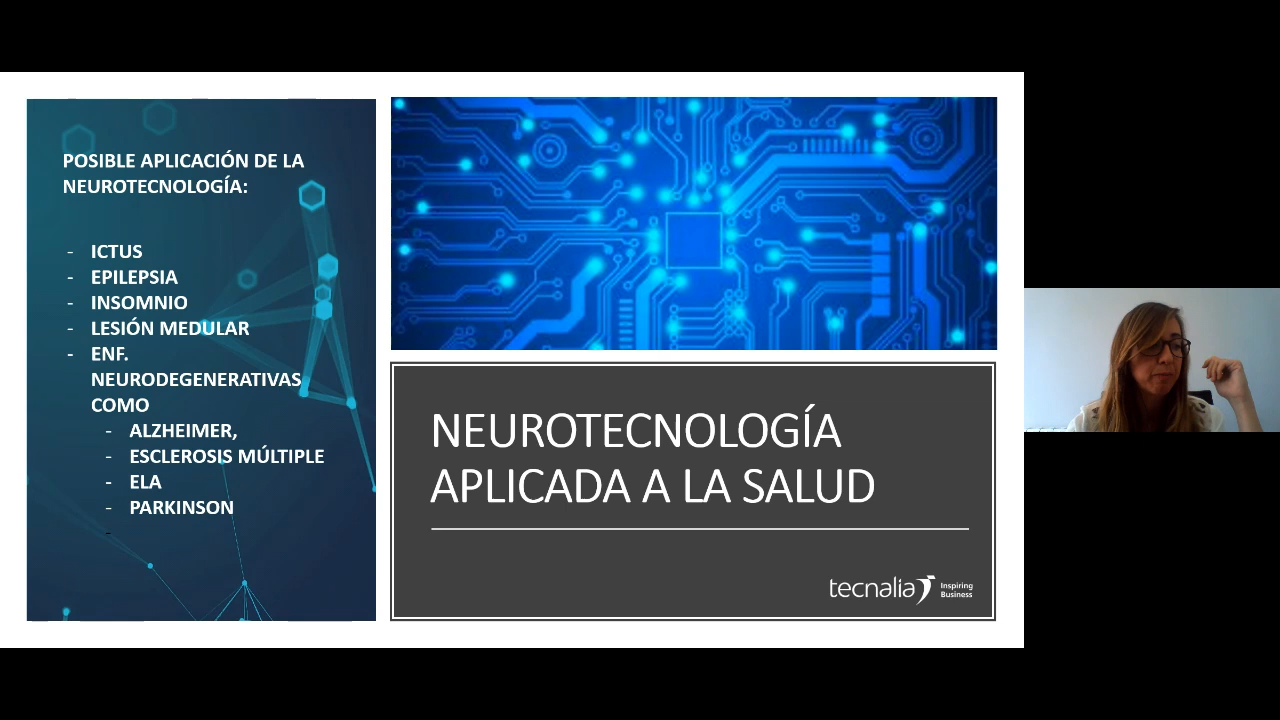 POSIBLE APLICACIÓN DE LA
NEUROTECNOLOGÍA:
- ICTUS
- EPILEPSIA
- INSOMNIO
- LESIÓN MEDULAR
- ENF.
NEURODEGENERATIVAS
COMO
- ALZHEIMER,
- ESCLEROSIS MÚLTIPLE
- ELA
- PARKINSON
-
NEUROTECNOLOGÍA
APLICADA A LA SALUD
tecnalia Inspiring
Business